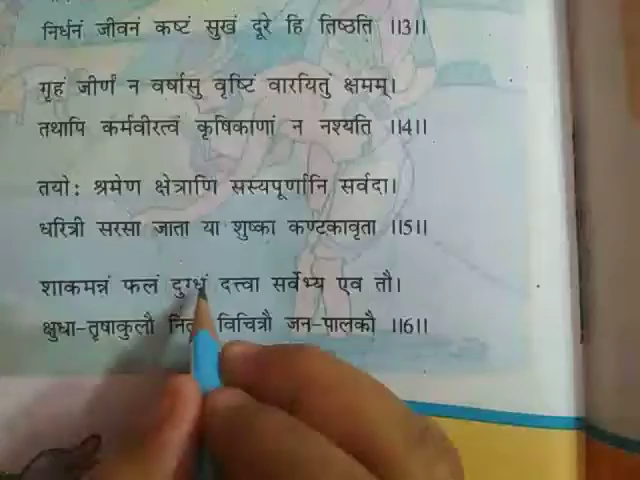 निर्धनं जीवनं कष्टं सुखं दूरे हि तिष्ठति ।।3।।
गृहं जीर्णं न वर्षासु वृष्टिं वारयितुं क्षमम्।
तथापि कर्मवीरत्वं कृषिकाणां न नश्यति ।।4।।
तयोः श्रमेण क्षेत्राणि सस्यपूर्णानि सर्वदा।
धरित्री सरसा जाता या शुष्का कण्टकावृता ।।5।।
शाकमन्नं फलं दुग्धं दत्त्वा सर्वेभ्य एव तौ।
क्षुधा-तृषाकुलौ विचित्रौ जन-पालकौ ।।6।।